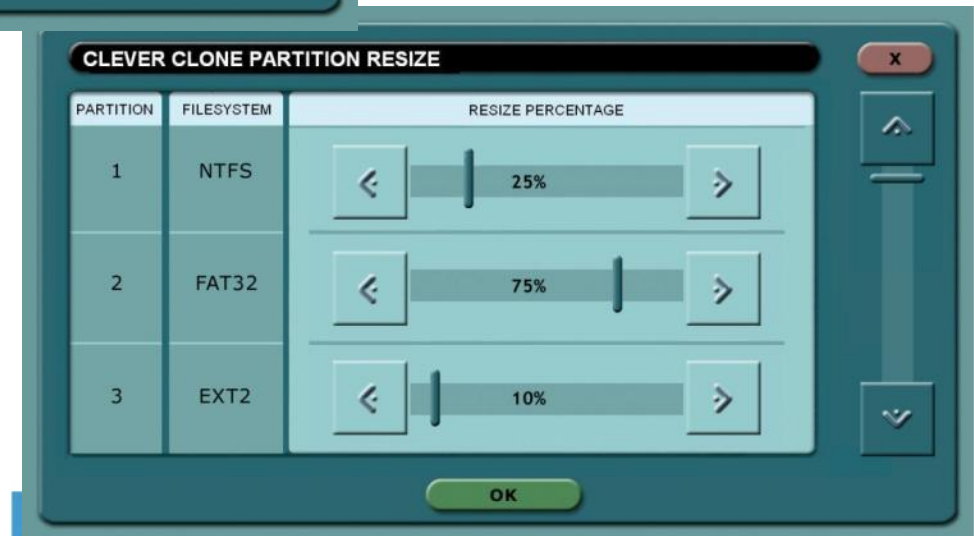 CLEVER CLONE PARTITION RESIZE
X
PARTITION FILESYSTEM RESIZE PERCENTAGE
1 NTFS 25%
2 FAT32 75%
3 EXT2 10%
OK